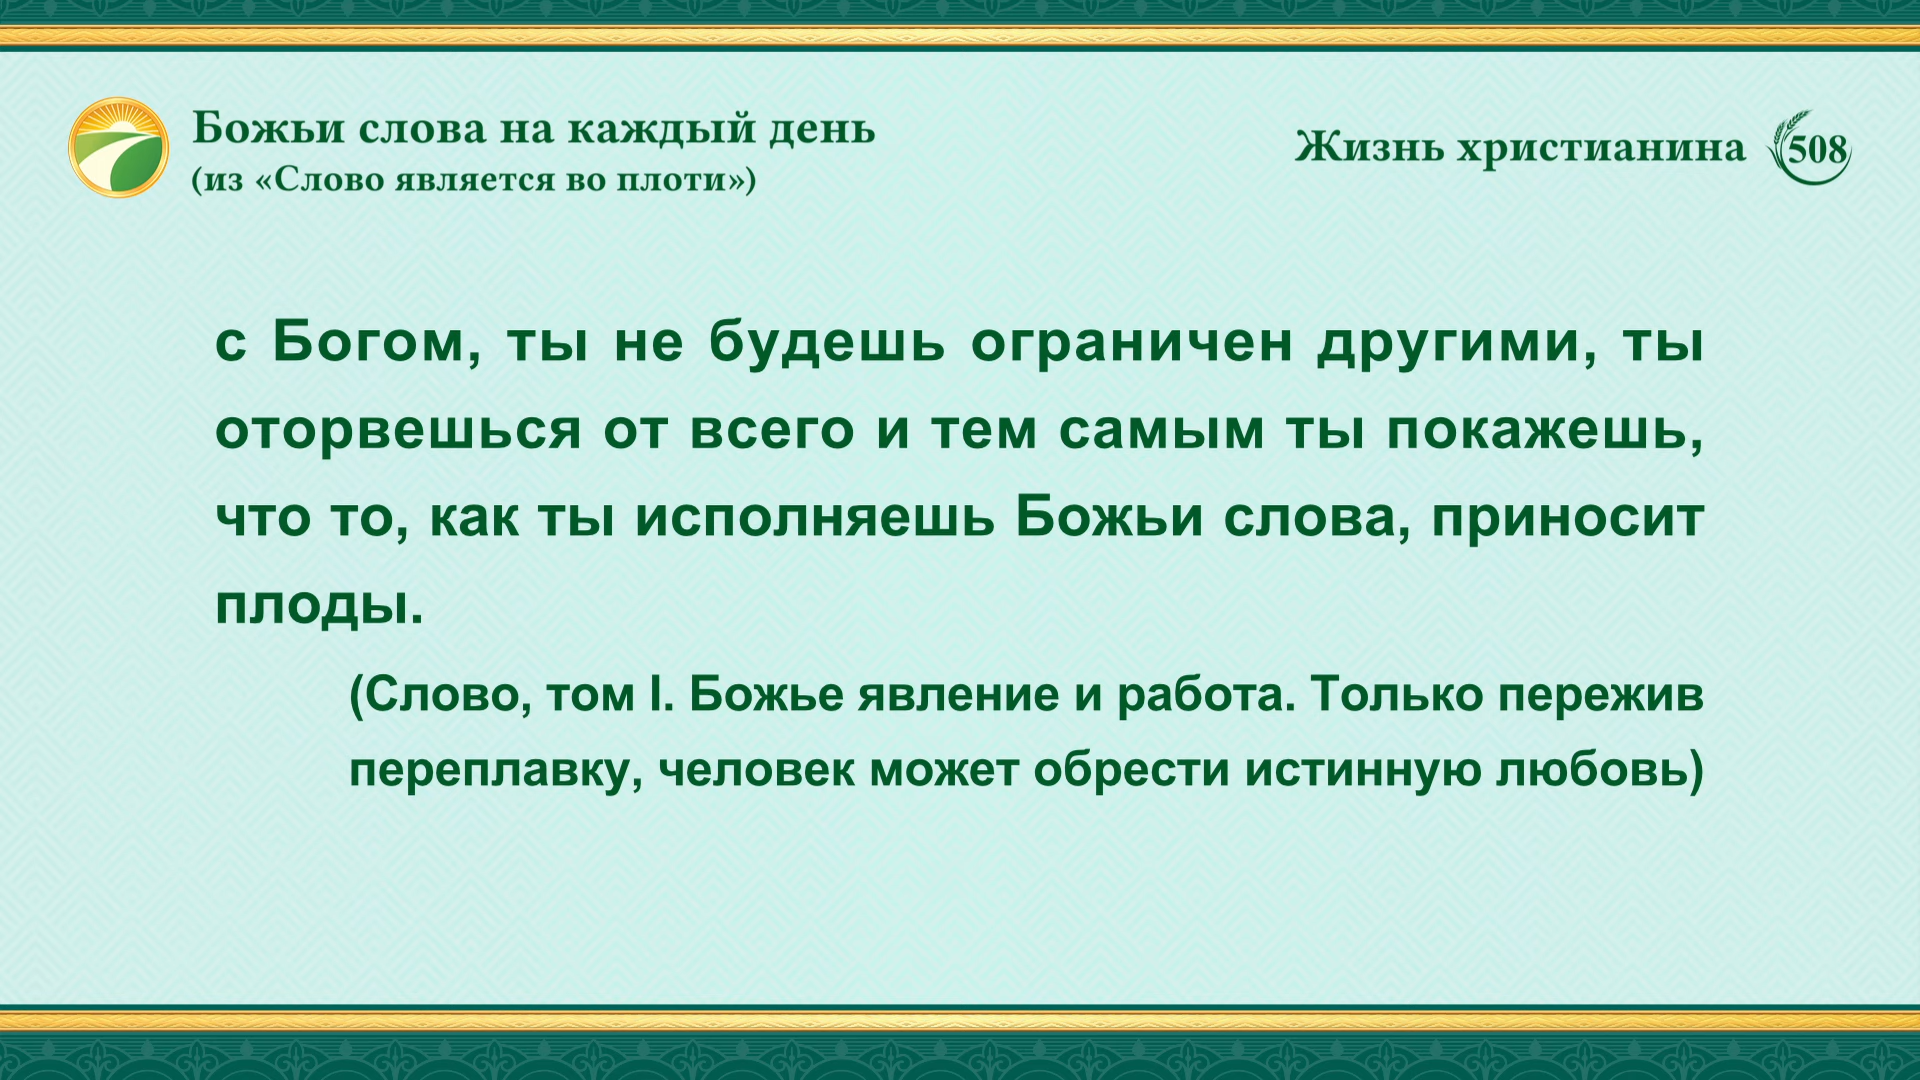 Божьи слова на каждый день
(из «Слово является во плоти»)
Жизнь христианина 508
с Богом, ты не будешь ограничен другими, ты
оторвешься от всего и тем самым ты покажешь,
что то, как ты исполняешь Божьи слова, приносит
плоды.
(Слово, том I. Божье явление и работа. Только пережив
переплавку, человек может обрести истинную любовь)